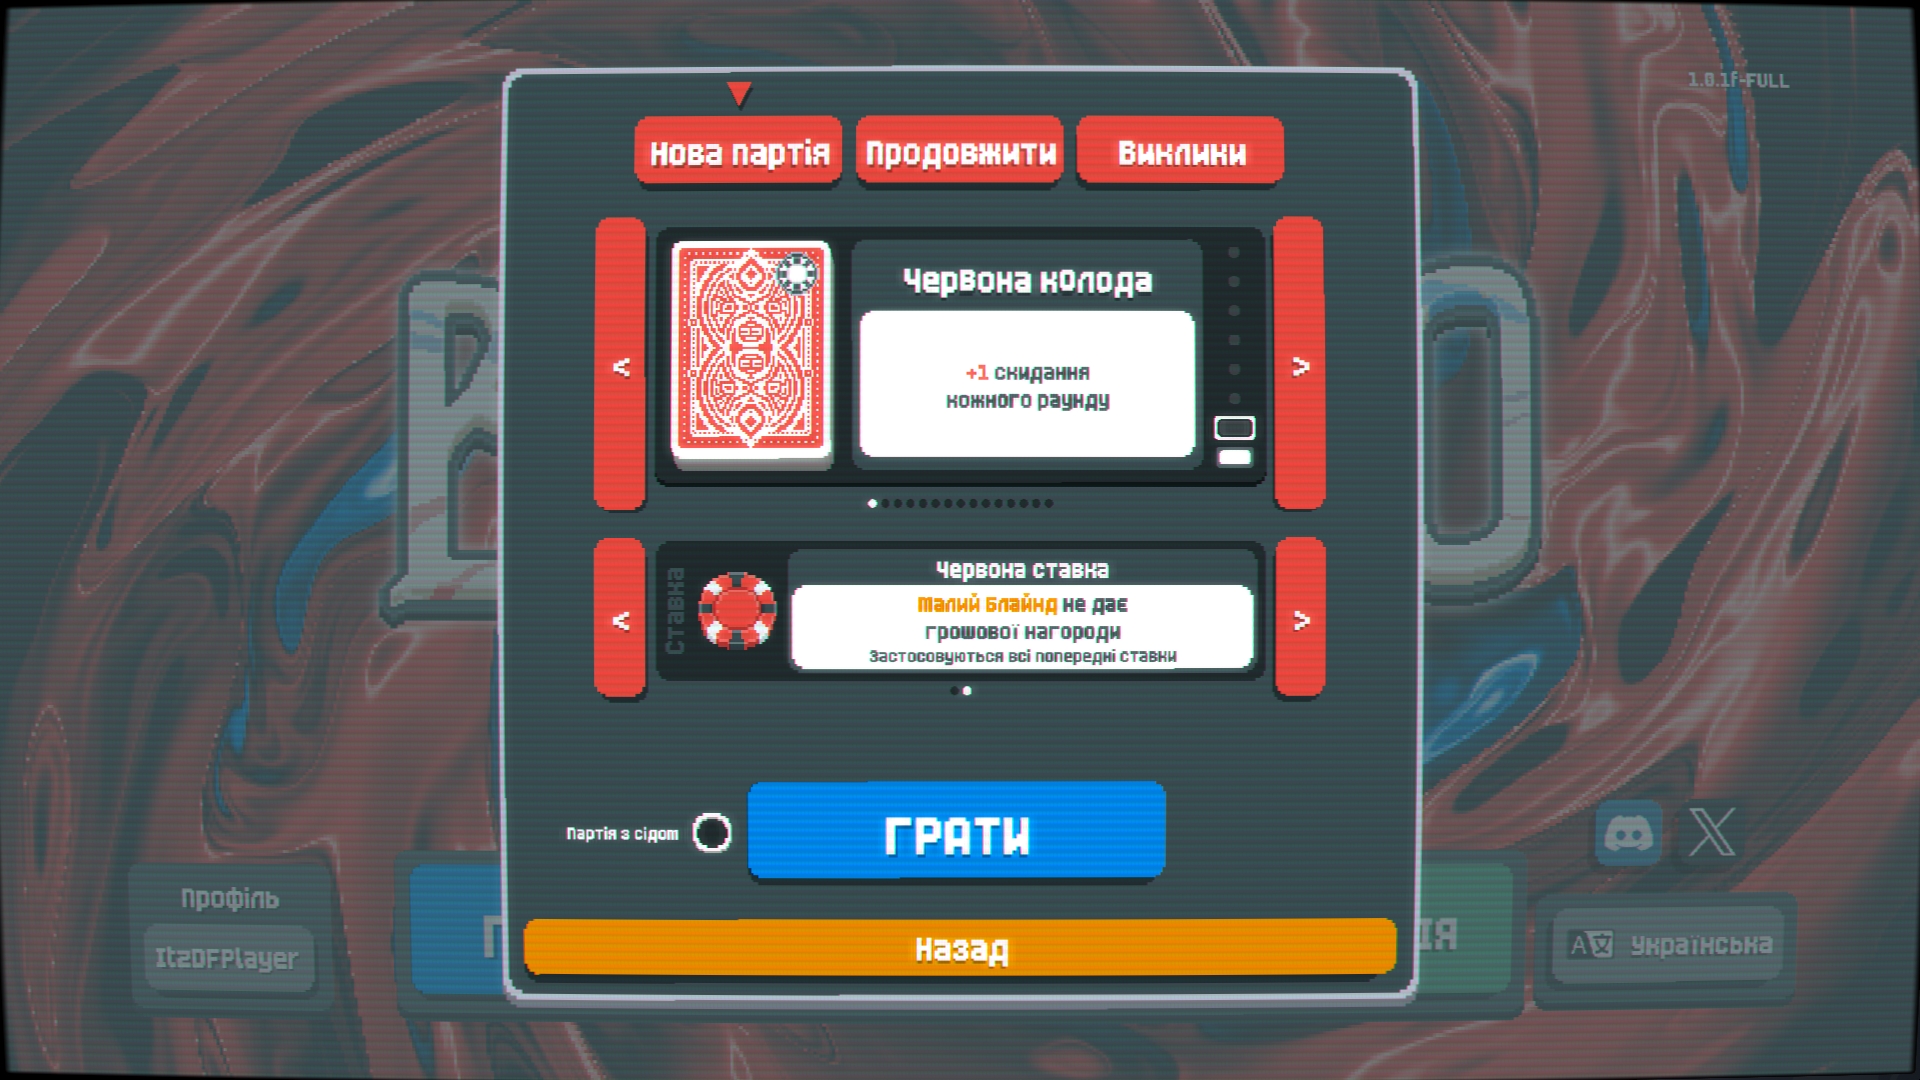 1.0.1f-FULL
Нова партія
Продовжити
Виклики
Червона колода
+1 скидання
кожного раунду
<
>
Ставка
Червона ставка
Малий Блайнд не дає
грошової нагороди
Застосовуються всі попередні ставки
<
>
Партія з сідом
ГРАТИ
Профіль
ItzDFPlayer
Назад
ІЯ
Українська